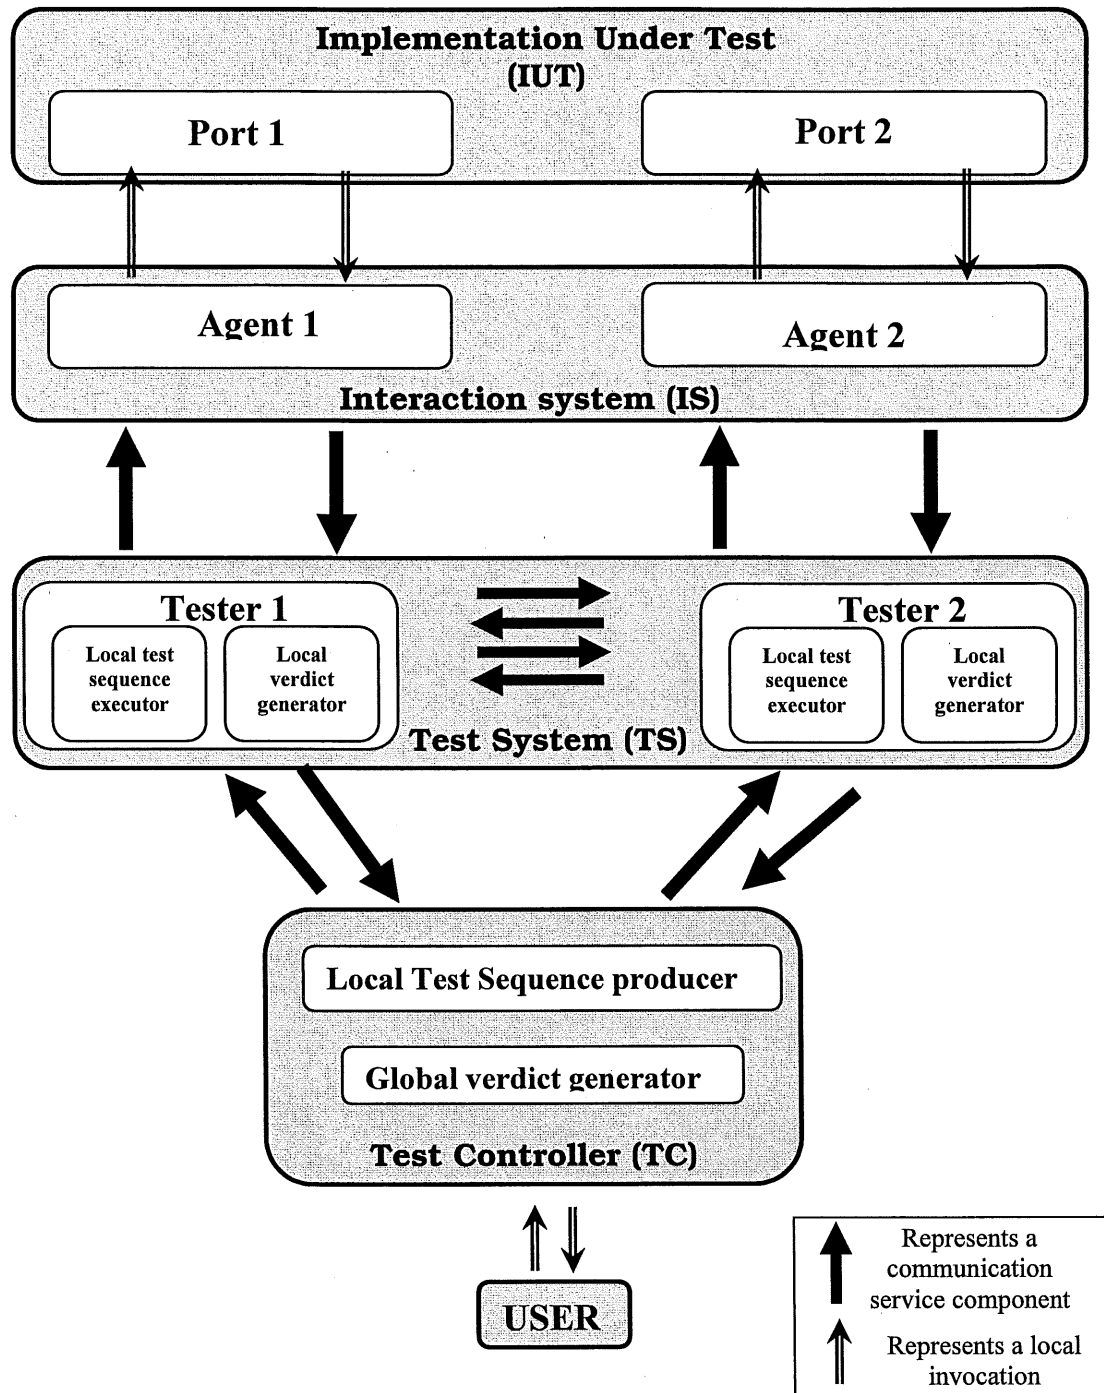 Implementation Under Test
(IUT)
Port 1
Port 2
Agent 1
Agent 2
Interaction system (IS)
Tester 1
Tester 2
Local test
sequence
executor
Local
verdict
generator
Local test
sequence
executor
Local
verdict
generator
Test System (TS)
Local Test Sequence producer
Global verdict generator
Test Controller (TC)
USER
Represents a
communication
service component
Represents a local
invocation